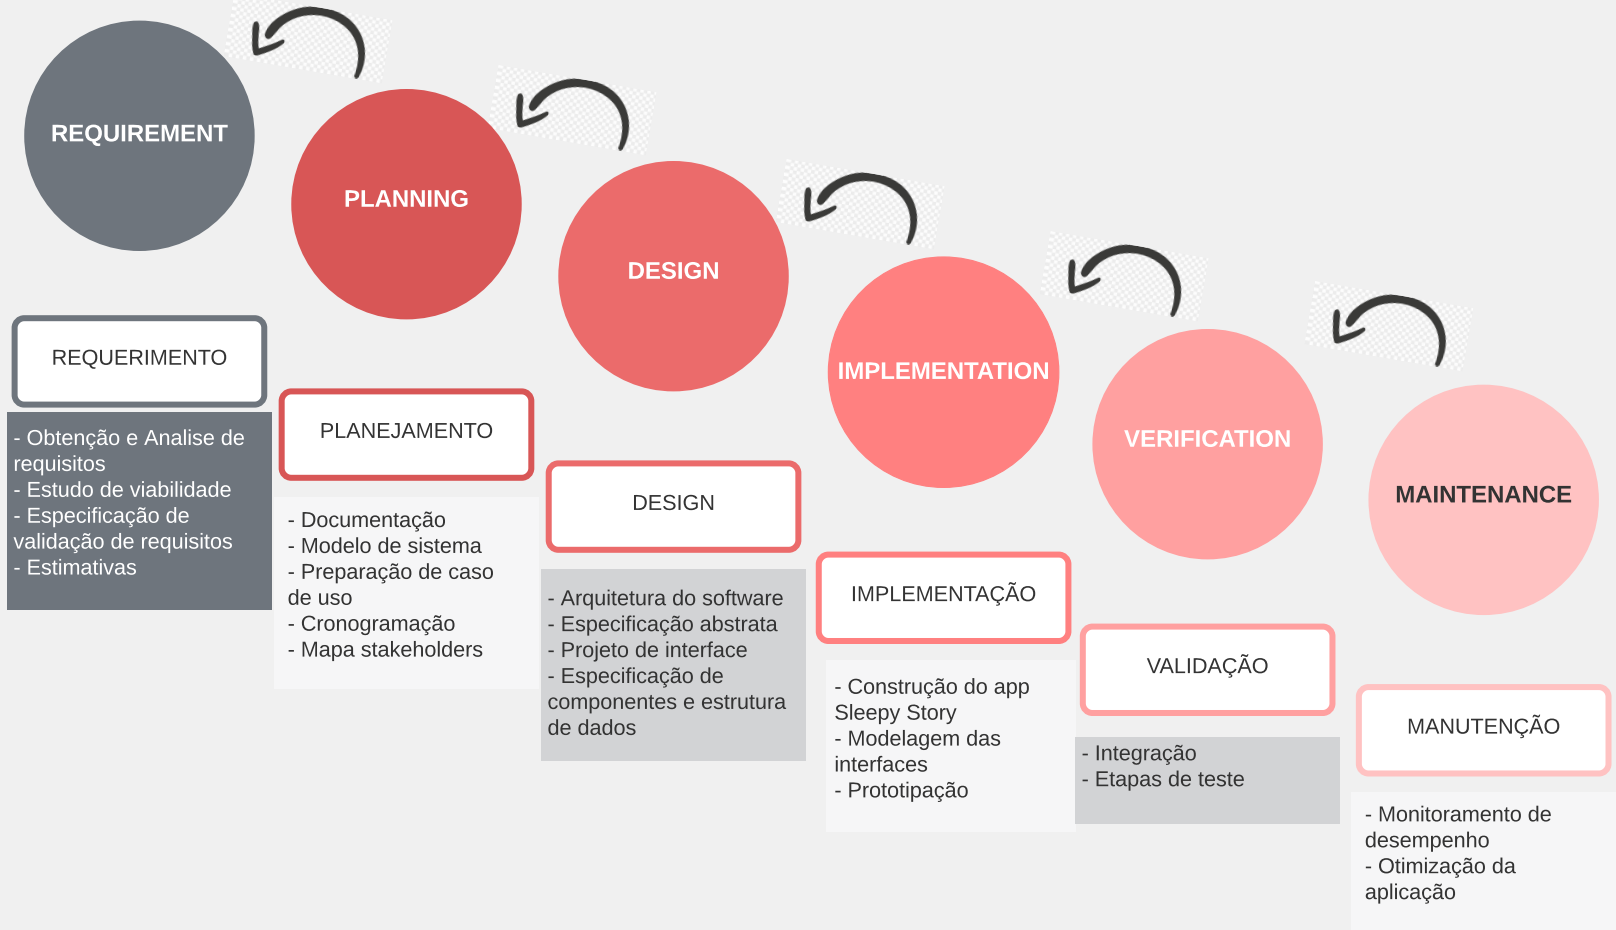 REQUIREMENT
REQUERIMENTO
- Obtenção e Analise de
requisitos
- Estudo de viabilidade
- Especificação de
validação de requisitos
- Estimativas
PLANNING
PLANEJAMENTO
- Documentação
- Modelo de sistema
- Preparação de caso
de uso
- Cronogramação
- Mapa stakeholders
DESIGN
DESIGN
- Arquitetura do software
- Especificação abstrata
- Projeto de interface
- Especificação de
componentes e estrutura
de dados
IMPLEMENTATION
IMPLEMENTAÇÃO
- Construção do app
Sleepy Story
- Modelagem das
interfaces
- Prototipação
VERIFICATION
VALIDAÇÃO
- Integração
- Etapas de teste
MAINTENANCE
MANUTENÇÃO
- Monitoramento de
desempenho
- Otimização da
aplicação